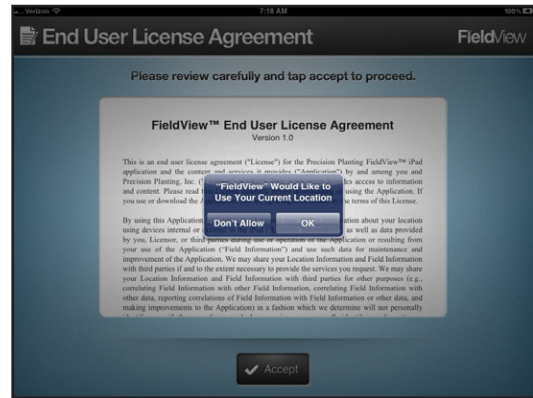 Verizon 7:18 AM 100%
End User License Agreement FieldView
Please review carefully and tap accept to proceed.
FieldView™ End User License Agreement
Version 1.0
This is an end user license agreement ("License") for the Precision Planting FieldView™ iPad
application and the content and services it provides ("Application") by and among you and
Precision Planting, Inc. ("
les access to information
and content. Please read t
using the Application. If
you use or download the A
he terms of this License.
"FieldView" Would Like to
Use Your Current Location
Don't Allow OK
By using this Application
ation about your location
using devices internal or
as well as data provided
by you, Licensor, or third parties during use or operation of the Application or resulting from
your use of the Application ("Field Information") and use such data for maintenance and
improvement of the Application. We may share your Location Information and Field Information
with third parties if and to the extent necessary to provide the services you request. We may share
your Location Information and Field Information with third parties for other purposes (e.g.,
correlating Field Information with other Field Information, correlating Field Information with
other data, reporting correlations of Field Information with Field Information or other data, and
making improvements to the Application) in a fashion which we determine will not personally
Accept